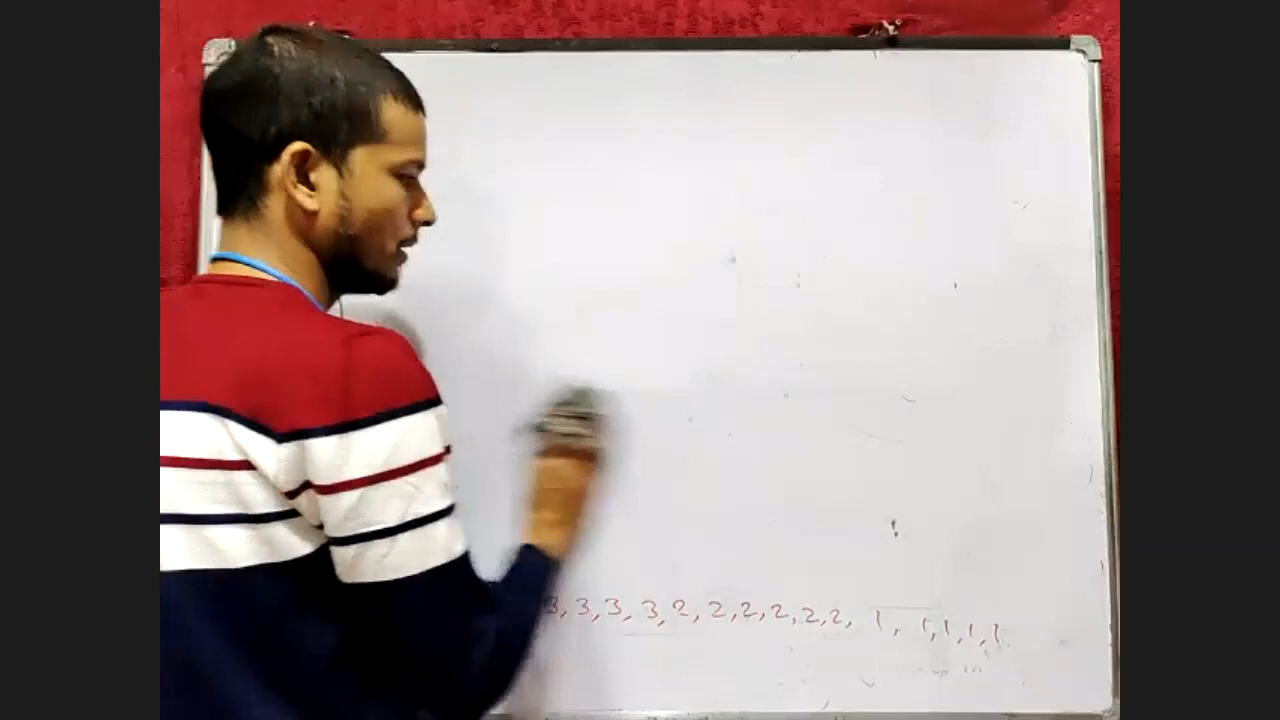 3, 3, 3, 3, 2, 2, 2, 2, 2, 2, 1, 1, 1, 1, 1